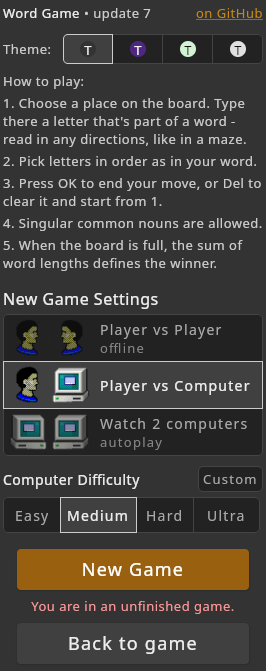 Word Game • update 7 on GitHub
Theme: T T T T
How to play:
1. Choose a place on the board. Type
there a letter that's part of a word -
read in any directions, like in a maze.
2. Pick letters in order as in your word.
3. Press OK to end your move, or Del to
clear it and start from 1.
4. Singular common nouns are allowed.
5. When the board is full, the sum of
word lengths defines the winner.
New Game Settings
Player vs Player
offline
Player vs Computer
Watch 2 computers
autoplay
Computer Difficulty Custom
Easy Medium Hard Ultra
New Game
You are in an unfinished game.
Back to game